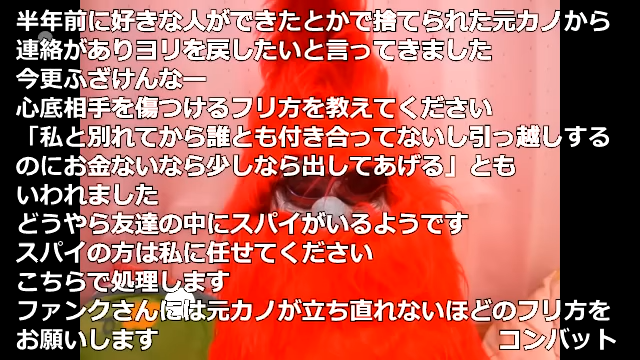 半年前に好きな人ができたとかで捨てられた元カノから
連絡がありヨリを戻したいと言ってきました
今更ふざけんなー
心底相手を傷つけるフリ方を教えてください
「私と別れてから誰とも付き合ってないし引っ越しする
のにお金ないなら少しなら出してあげる」とも
いわれました
どうやら友達の中にスパイがいるようです
スパイの方は私に任せてください
こちらで処理します
ファンクさんには元カノが立ち直れないほどのフリ方を
お願いします コンバット